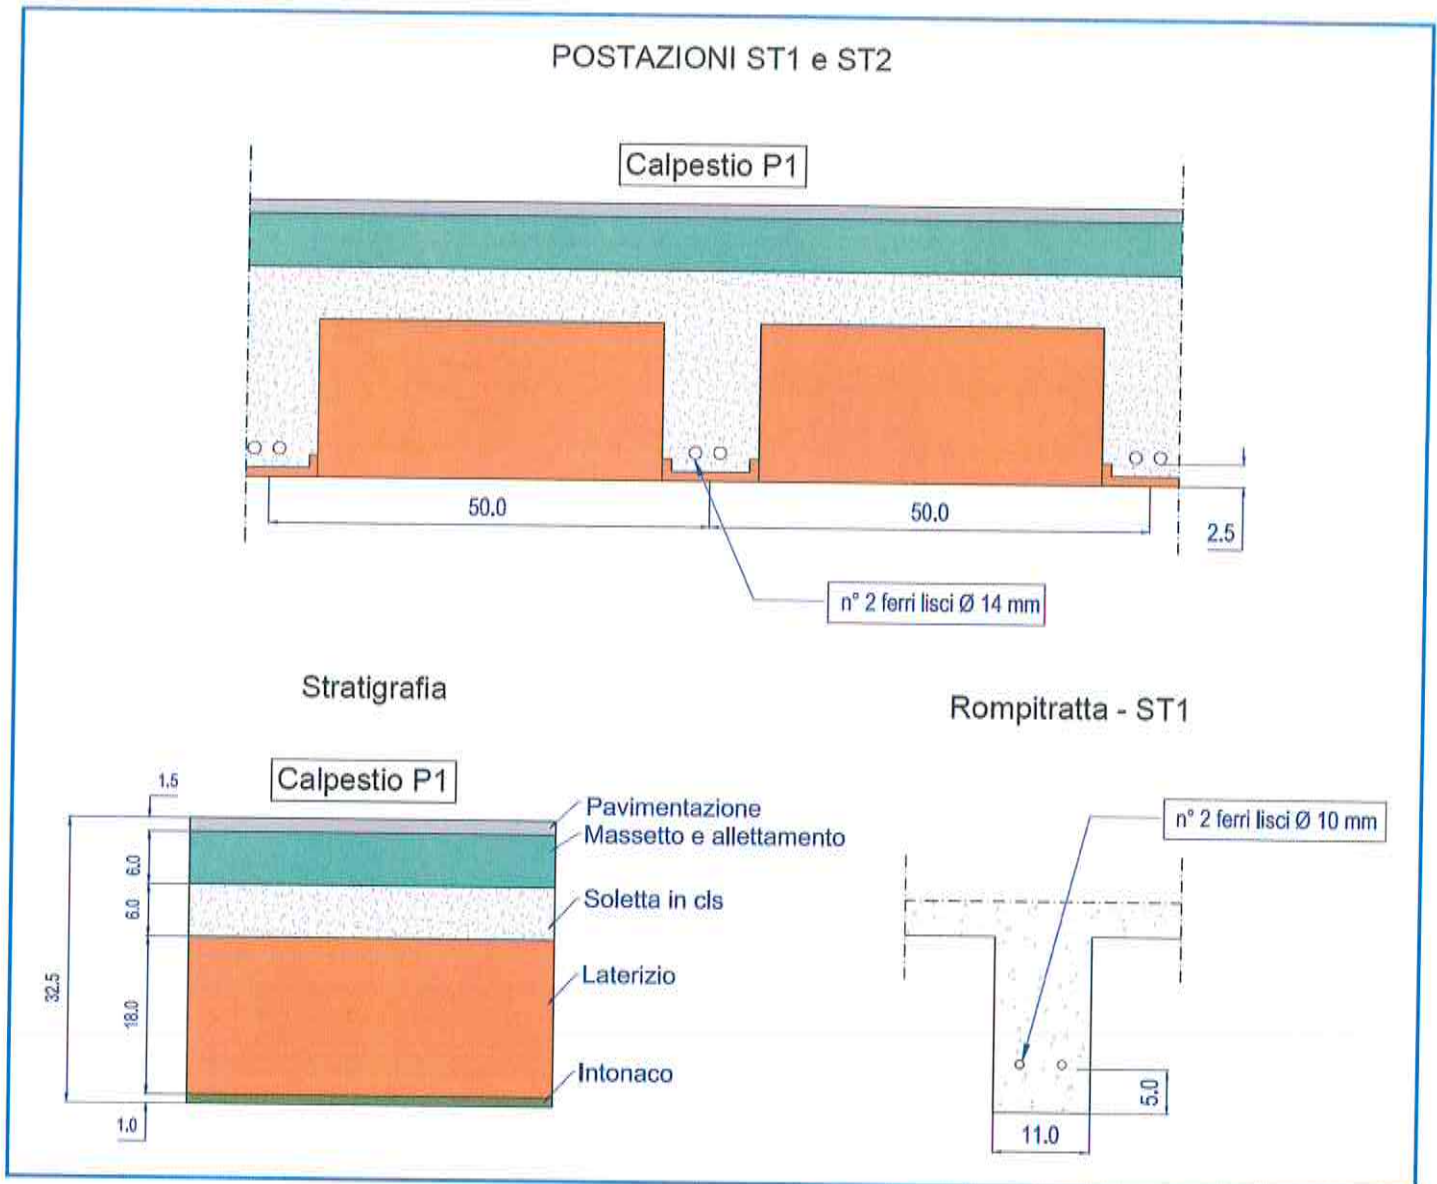 POSTAZIONI ST1 e ST2
Calpestio P1
50.0
50.0
2.5
n° 2 ferri lisci Ø 14 mm
Stratigrafia
Calpestio P1
1.5
6.0
6.0
32.5
18.0
1.0
Pavimentazione
Massetto e allettamento
Soletta in cls
Laterizio
Intonaco
Rompitratta - ST1
n° 2 ferri lisci Ø 10 mm
5.0
11.0